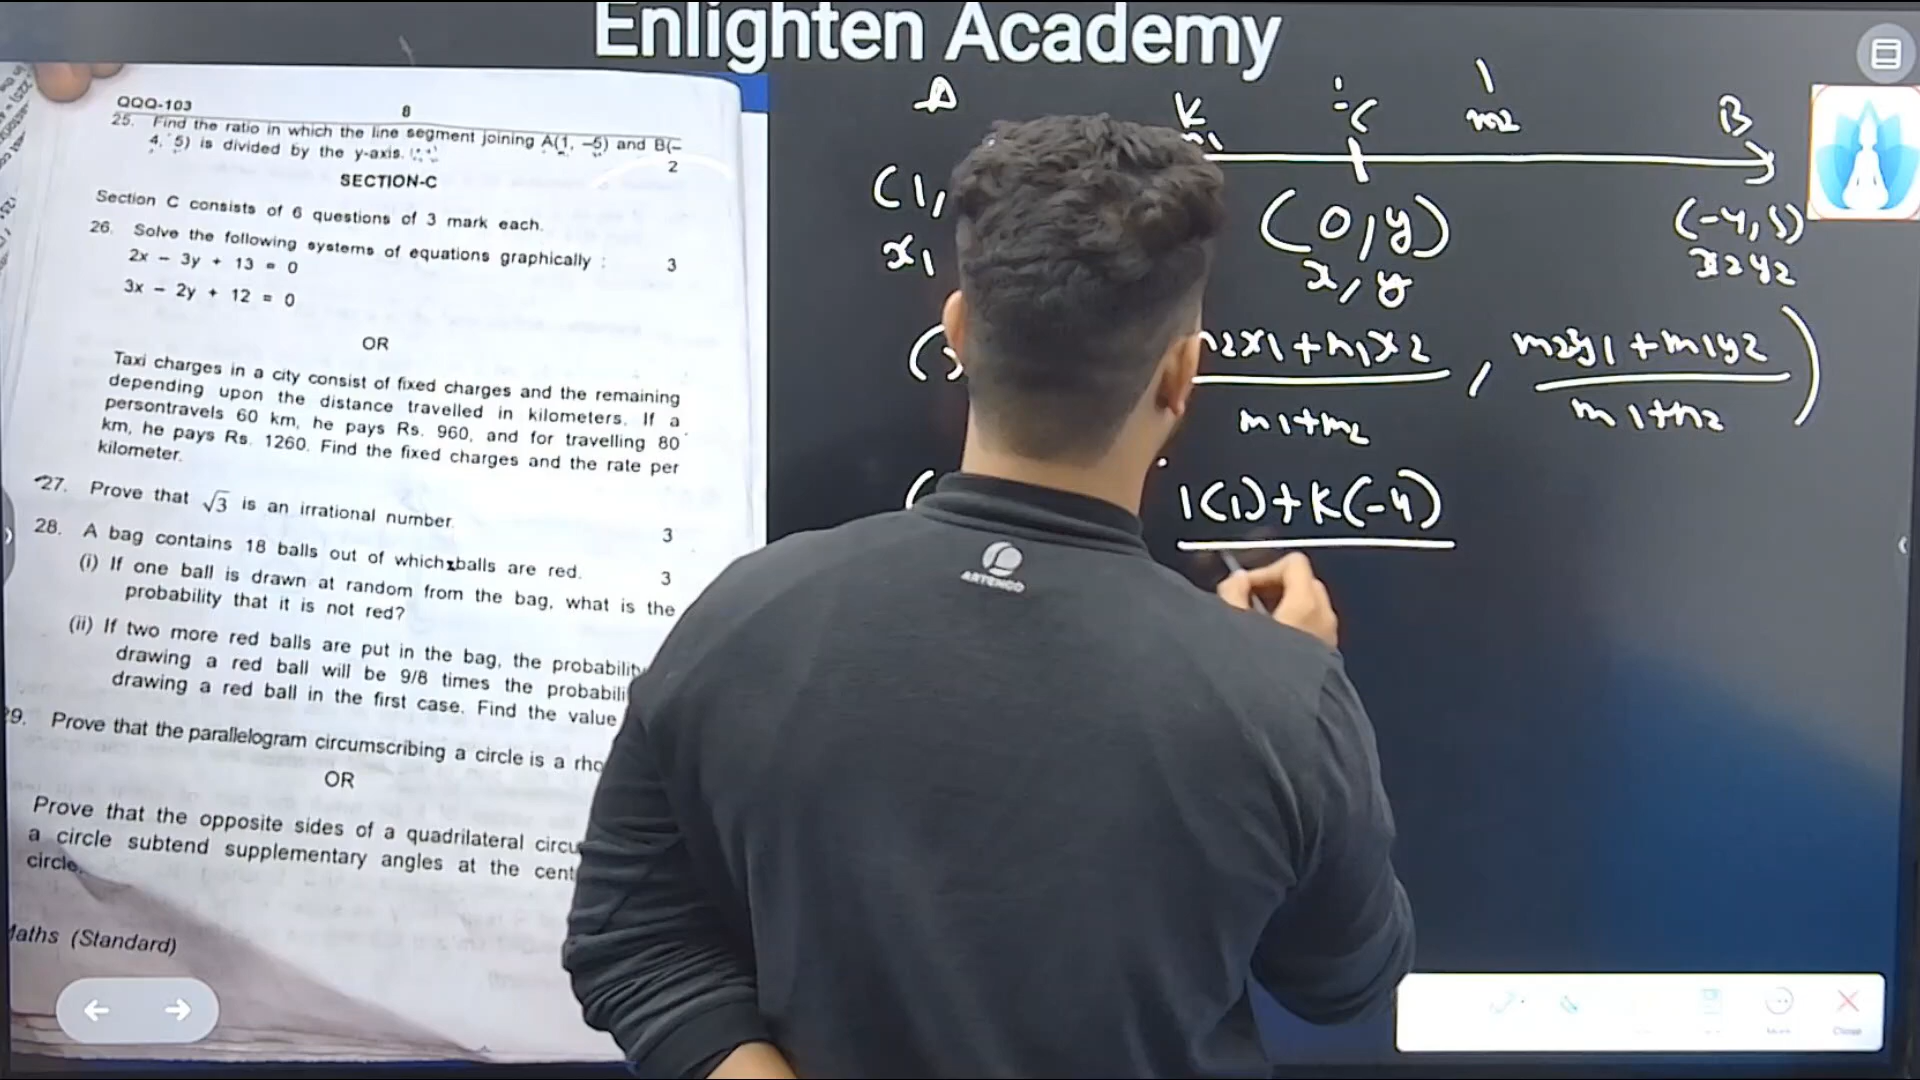 Enlighten Academy
QQQ-103
8
25. Find the ratio in which the line segment joining A(1, –5) and B(–
4, 5) is divided by the y-axis.
2
SECTION-C
Section C consists of 6 questions of 3 mark each.
26. Solve the following systems of equations graphically :
3
2x – 3y + 13 = 0
3x – 2y + 12 = 0
OR
Taxi charges in a city consist of fixed charges and the remaining
depending upon the distance travelled in kilometers. If a
persontravels 60 km, he pays Rs. 960, and for travelling 80
km, he pays Rs. 1260. Find the fixed charges and the rate per
kilometer.
27. Prove that √3 is an irrational number.
3
28. A bag contains 18 balls out of which x balls are red.
3
(i) If one ball is drawn at random from the bag, what is the
probability that it is not red?
(ii) If two more red balls are put in the bag, the probability
drawing a red ball will be 9/8 times the
drawing a red ball in the first case. Find the value
29. Prove that the parallelogram circumscribing a circle is a
OR
Prove that the opposite sides of a quadrilateral
a circle subtend supplementary angles at the
circle.
Maths (Standard)
A
K
:
C
1
m2
B
(1,
(0,y)
(-4,5)
x1
x,y
x2y2
m2x1+m1x2
,
m2y1+m1y2
)
m1+m2
m1+m2
1(1)+K(-4)
ARTENGO
More
Close